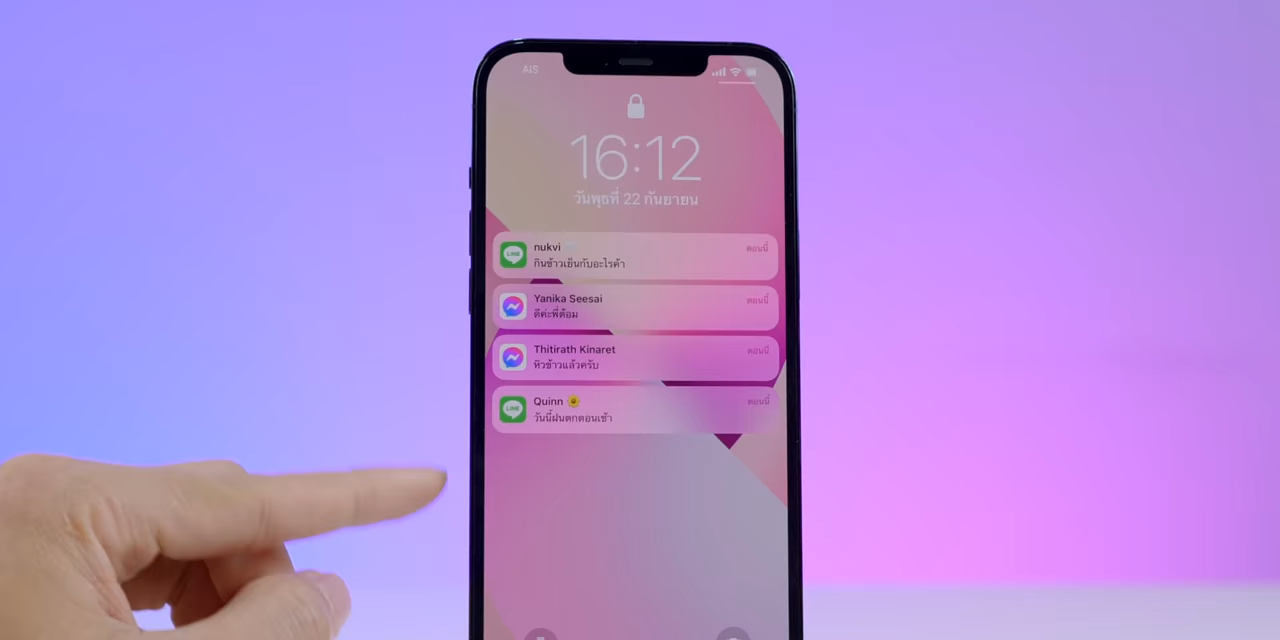 AIS
16:12
วันพุธที่ 22 กันยายน
LINE
nukvi
ตอนนี้
กินข้าวเย็นกับอะไรค้า
Yanika Seesai
ตอนนี้
ดีค่ะพี่ต้อม
Thitirath Kinaret
ตอนนี้
หิวข้าวแล้วครับ
LINE
Quinn 🌼
ตอนนี้
วันนี้ฝนตกตอนเช้า